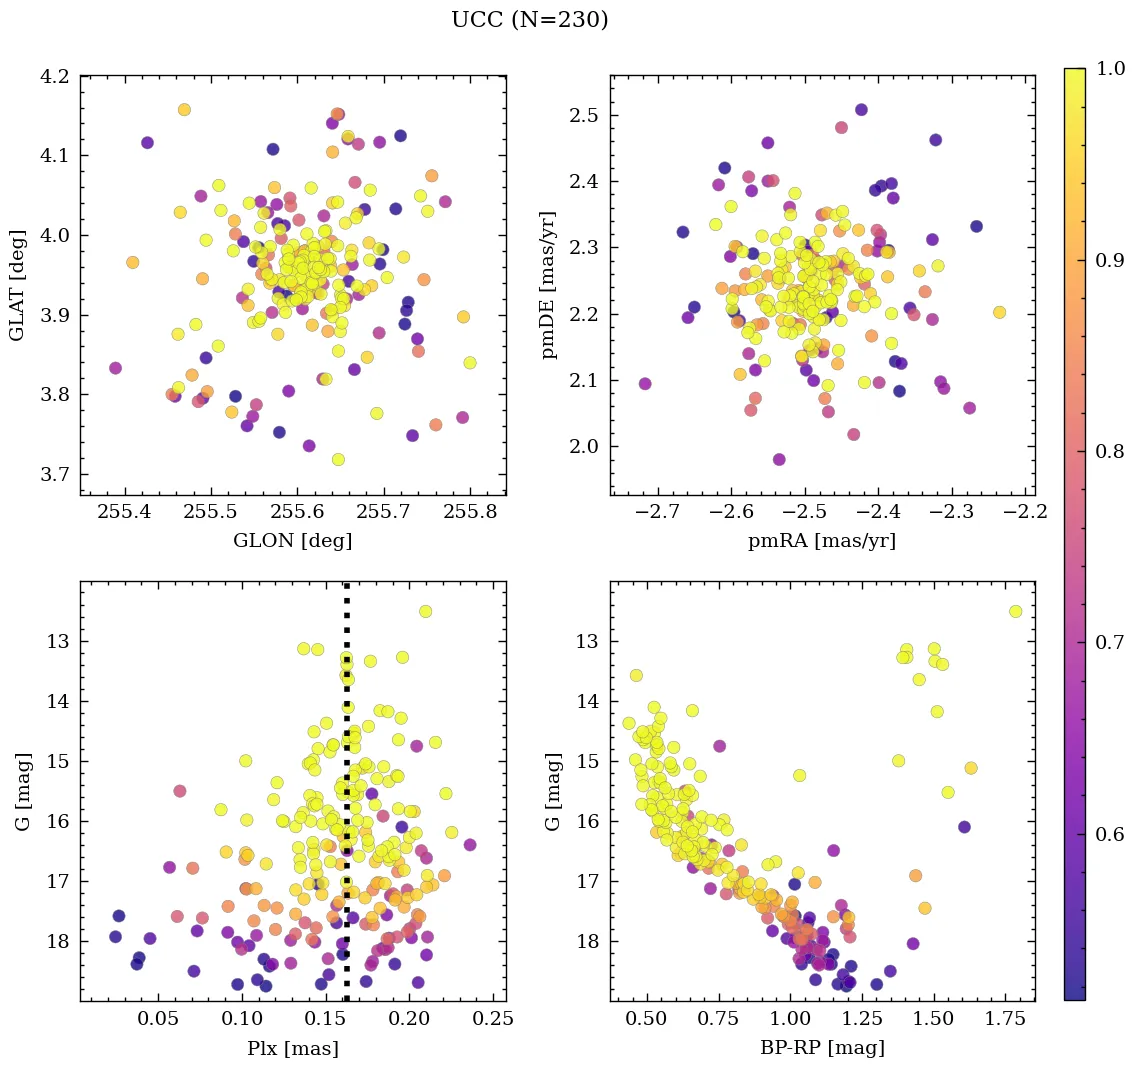 UCC (N=230)
4.2
4.1
4.0
3.9
3.8
3.7
GLAT [deg]
255.4 255.5 255.6 255.7 255.8
GLON [deg]
2.5
2.4
2.3
2.2
2.1
2.0
pmDE [mas/yr]
−2.7 −2.6 −2.5 −2.4 −2.3 −2.2
pmRA [mas/yr]
13
14
15
16
17
18
G [mag]
0.05 0.10 0.15 0.20 0.25
Plx [mas]
13
14
15
16
17
18
G [mag]
0.50 0.75 1.00 1.25 1.50 1.75
BP-RP [mag]
1.0
0.9
0.8
0.7
0.6